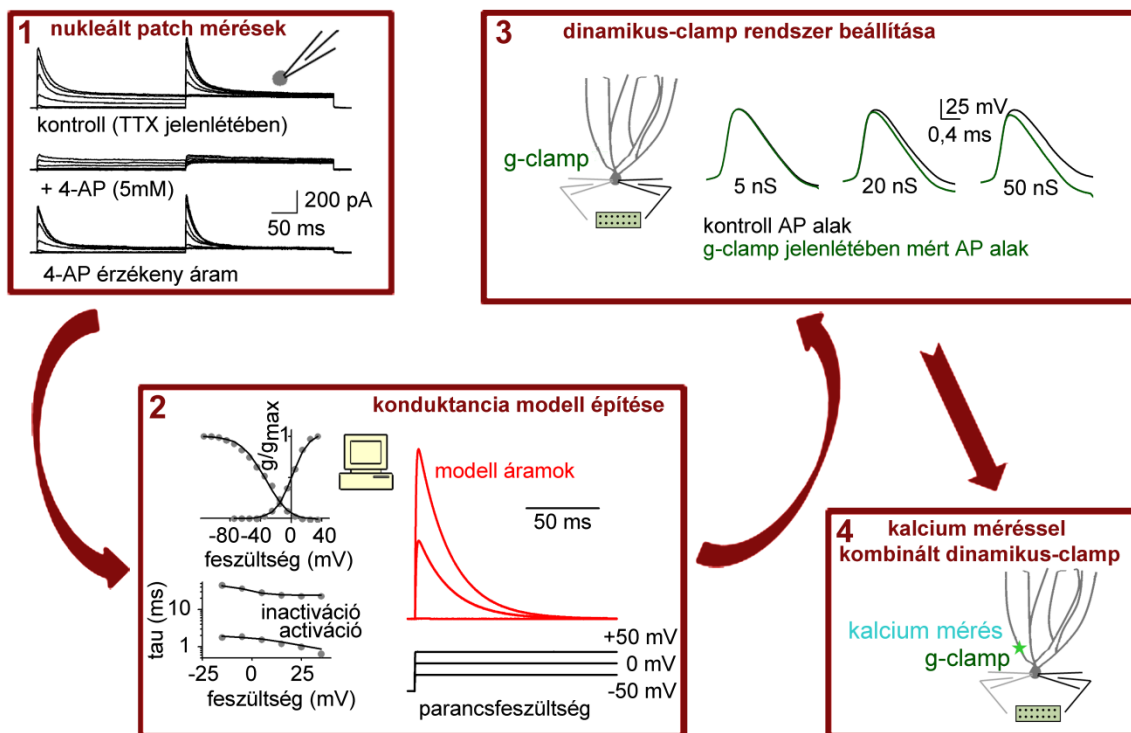 1 nukleált patch mérések
kontroll (TTX jelenlétében)
+ 4-AP (5mM)
200 pA
50 ms
4-AP érzékeny áram
3 dinamikus-clamp rendszer beállítása
g-clamp
25 mV
0,4 ms
5 nS
20 nS
50 nS
kontroll AP alak
g-clamp jelenlétében mért AP alak
2 konduktancia modell építése
g/gmax
1
-80 -40 0 40
feszültség (mV)
tau (ms)
10
1
inactiváció
activáció
-25 0 25
feszültség (mV)
modell áramok
50 ms
+50 mV
0 mV
-50 mV
parancsfeszültség
4 kalcium méréssel
kombinált dinamikus-clamp
kalcium mérés
g-clamp